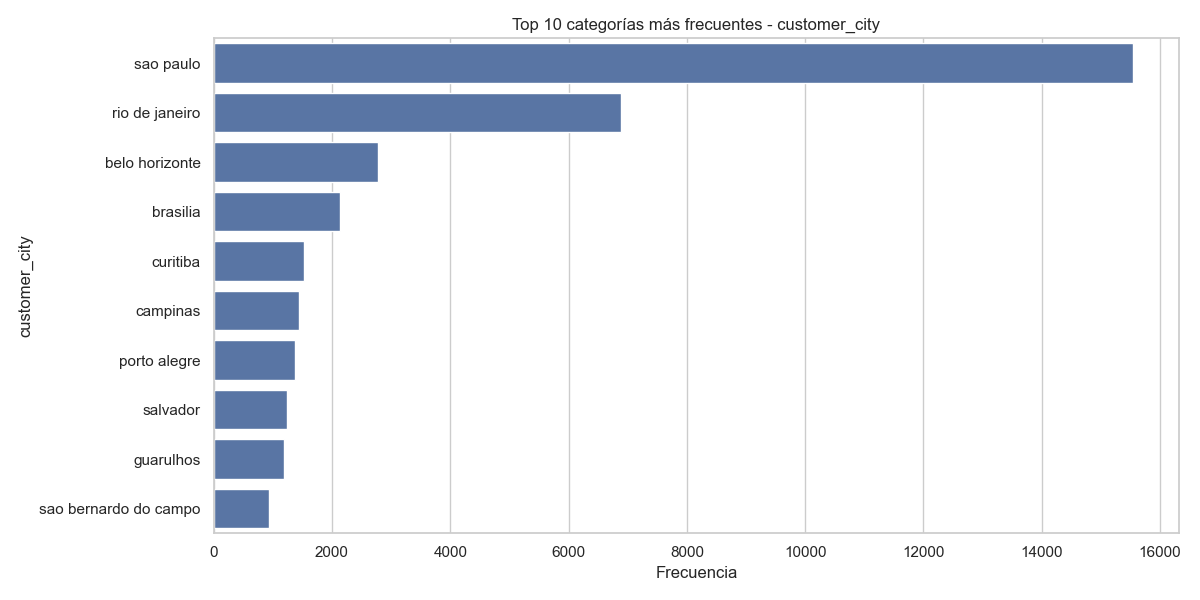 Top 10 categorías más frecuentes - customer_city
customer_city
sao paulo
rio de janeiro
belo horizonte
brasilia
curitiba
campinas
porto alegre
salvador
guarulhos
sao bernardo do campo
0 2000 4000 6000 8000 10000 12000 14000 16000
Frecuencia